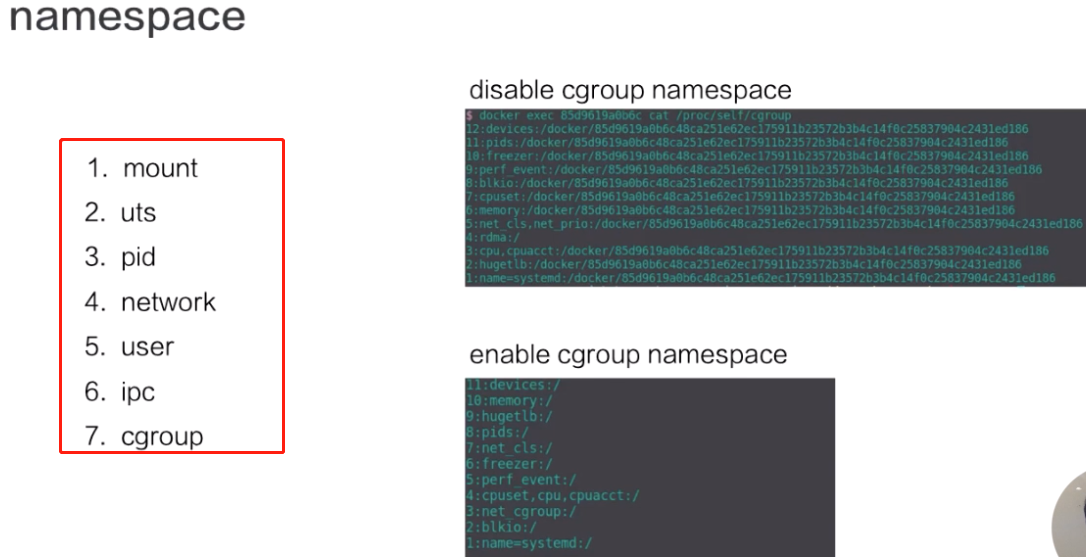 namespace
1. mount
2. uts
3. pid
4. network
5. user
6. ipc
7. cgroup
disable cgroup namespace
$ docker exec 85d9619a0b6c cat /proc/self/cgroup
12:devices:/docker/85d9619a0b6c48ca251e62ec175911b23572b3b4c14f0c25837904c2431ed186
11:pids:/docker/85d9619a0b6c48ca251e62ec175911b23572b3b4c14f0c25837904c2431ed186
10:freezer:/docker/85d9619a0b6c48ca251e62ec175911b23572b3b4c14f0c25837904c2431ed186
9:perf_event:/docker/85d9619a0b6c48ca251e62ec175911b23572b3b4c14f0c25837904c2431ed186
8:blkio:/docker/85d9619a0b6c48ca251e62ec175911b23572b3b4c14f0c25837904c2431ed186
7:cpuset:/docker/85d9619a0b6c48ca251e62ec175911b23572b3b4c14f0c25837904c2431ed186
6:memory:/docker/85d9619a0b6c48ca251e62ec175911b23572b3b4c14f0c25837904c2431ed186
5:net_cls,net_prio:/docker/85d9619a0b6c48ca251e62ec175911b23572b3b4c14f0c25837904c2431ed186
4:rdma:/
3:cpu,cpuacct:/docker/85d9619a0b6c48ca251e62ec175911b23572b3b4c14f0c25837904c2431ed186
2:hugetlb:/docker/85d9619a0b6c48ca251e62ec175911b23572b3b4c14f0c25837904c2431ed186
1:name=systemd:/docker/85d9619a0b6c48ca251e62ec175911b23572b3b4c14f0c25837904c2431ed186
enable cgroup namespace
11:devices:/
10:memory:/
9:hugetlb:/
8:pids:/
7:net_cls:/
6:freezer:/
5:perf_event:/
4:cpuset,cpu,cpuacct:/
3:net_cgroup:/
2:blkio:/
1:name=systemd:/